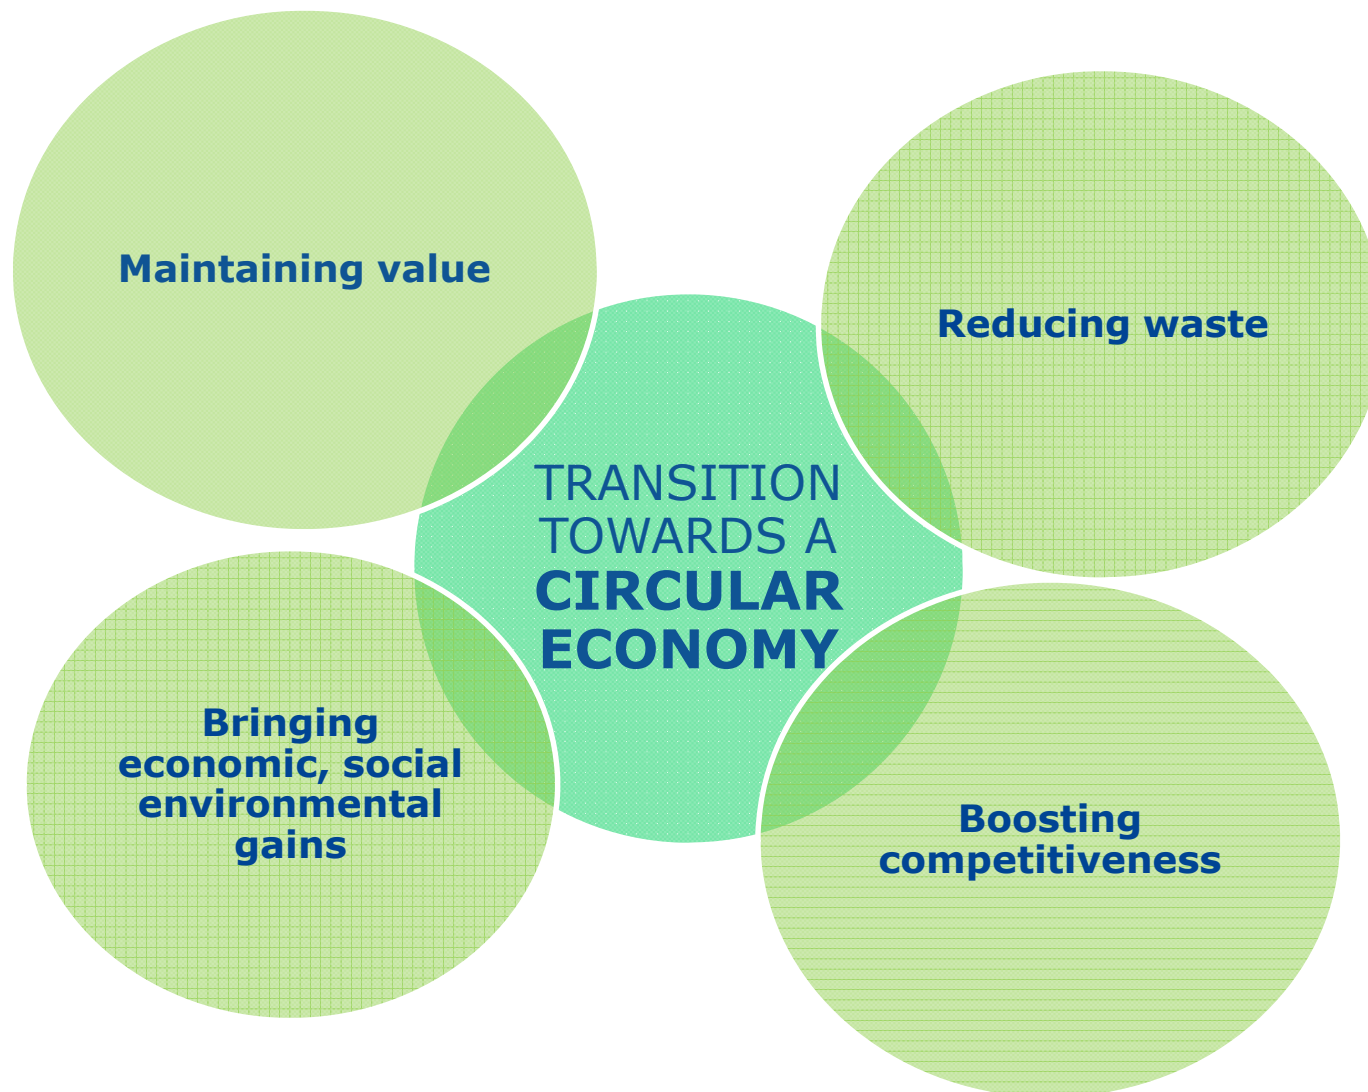 Maintaining value
Reducing waste
TRANSITION
TOWARDS A
CIRCULAR
ECONOMY
Bringing
economic, social
environmental
gains
Boosting
competitiveness